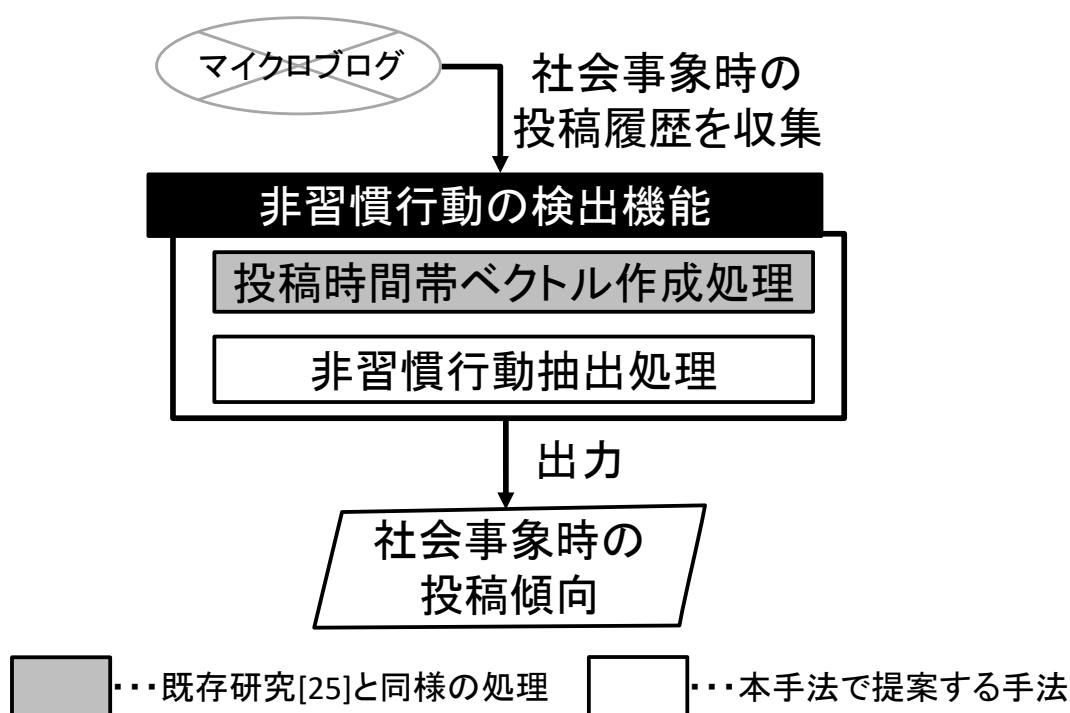 マイクロブログ
社会事象時の
投稿履歴を収集
非習慣行動の検出機能
投稿時間帯ベクトル作成処理
非習慣行動抽出処理
出力
社会事象時の
投稿傾向
・・・既存研究[25]と同様の処理
・・・本手法で提案する手法